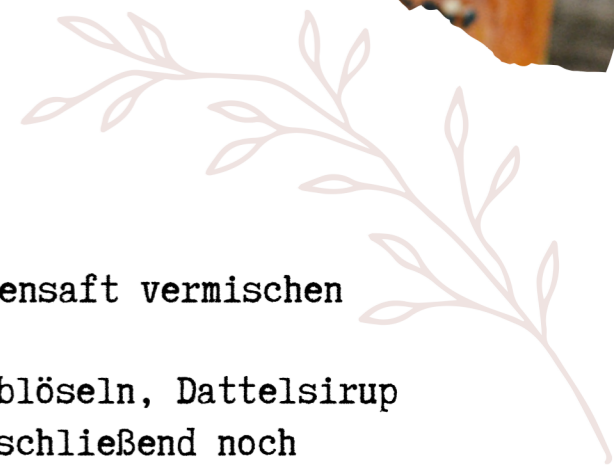 ensaft vermischen
blöseln, Dattelsirup
schließend noch